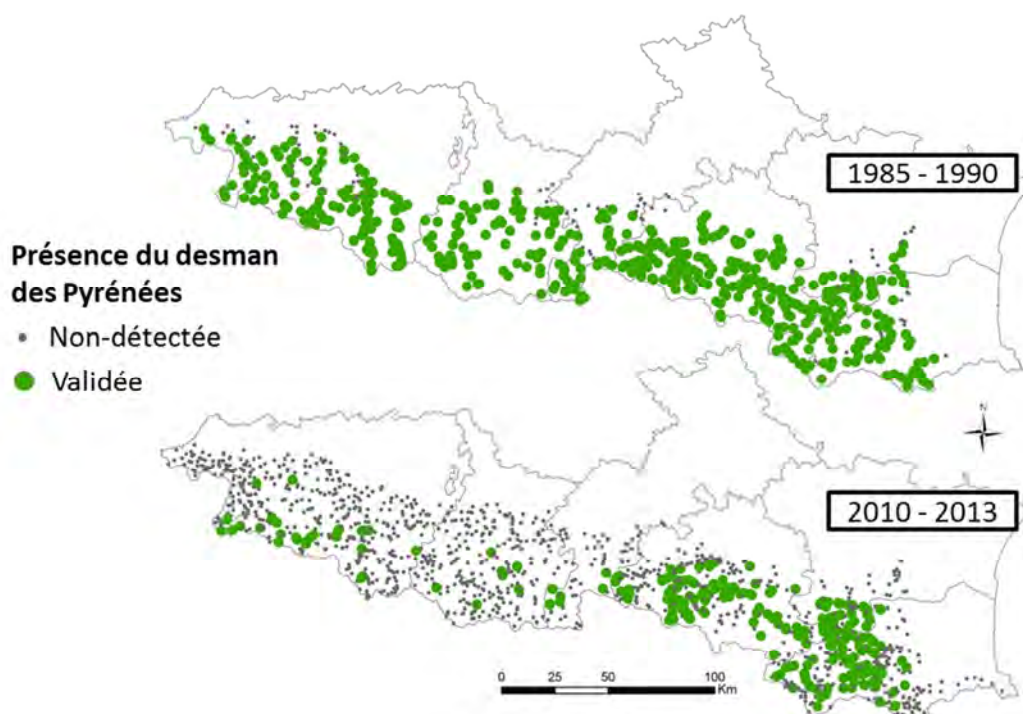 1985 - 1990
Présence du desman
des Pyrénées
Non-détectée
Validée
N
2010 - 2013
0 25 50 100
Km